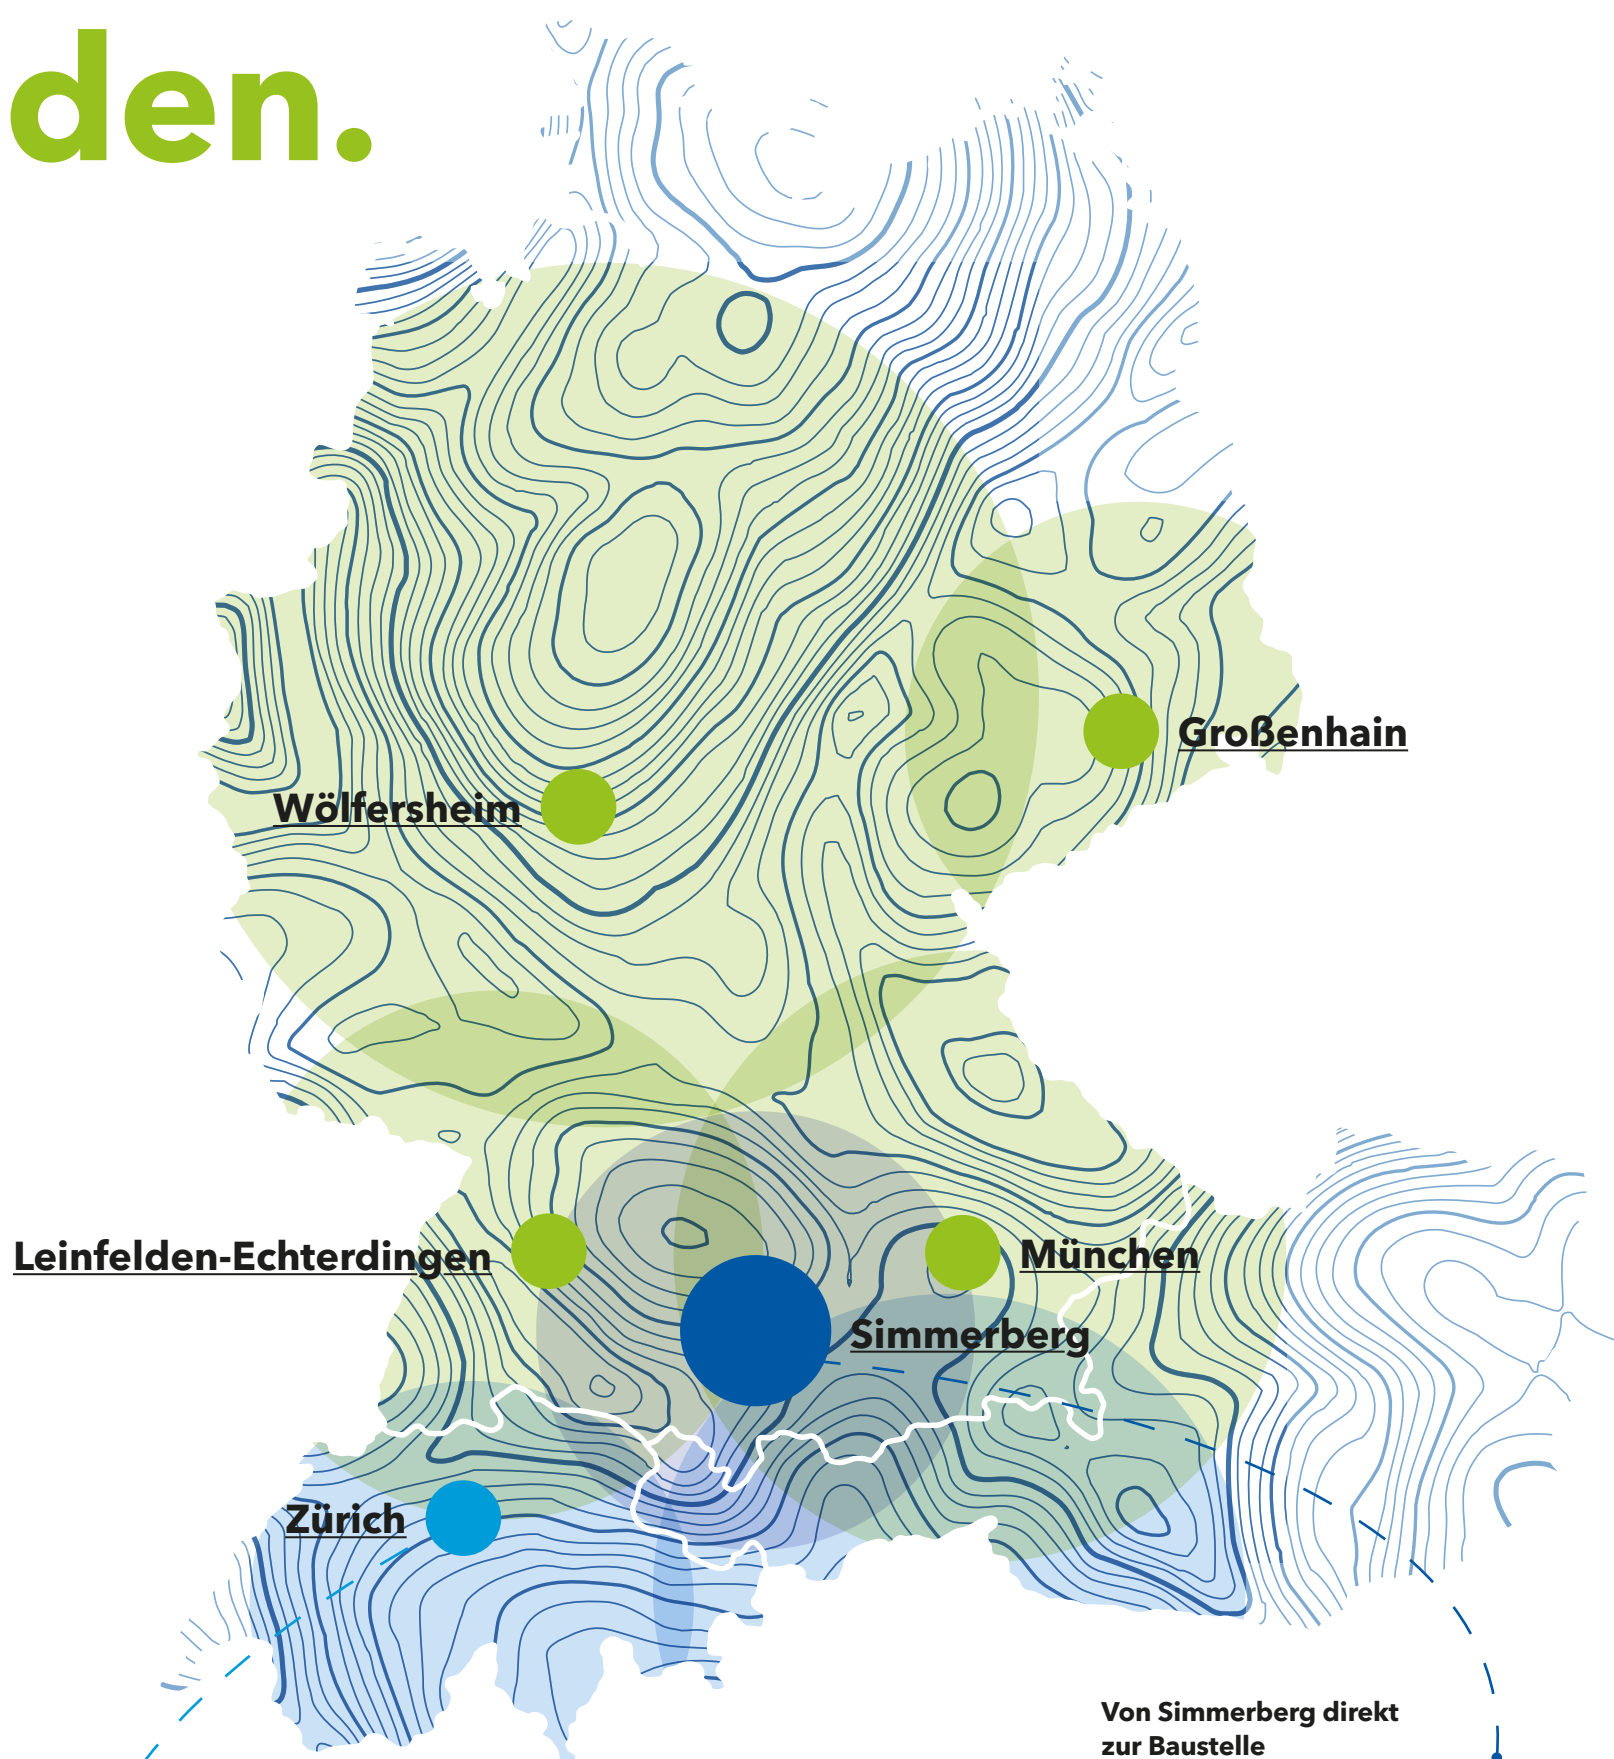 den.
Großenhain
Wölfersheim
Leinfelden-Echterdingen
München
Simmerberg
Zürich
Von Simmerberg direkt
zur Baustelle